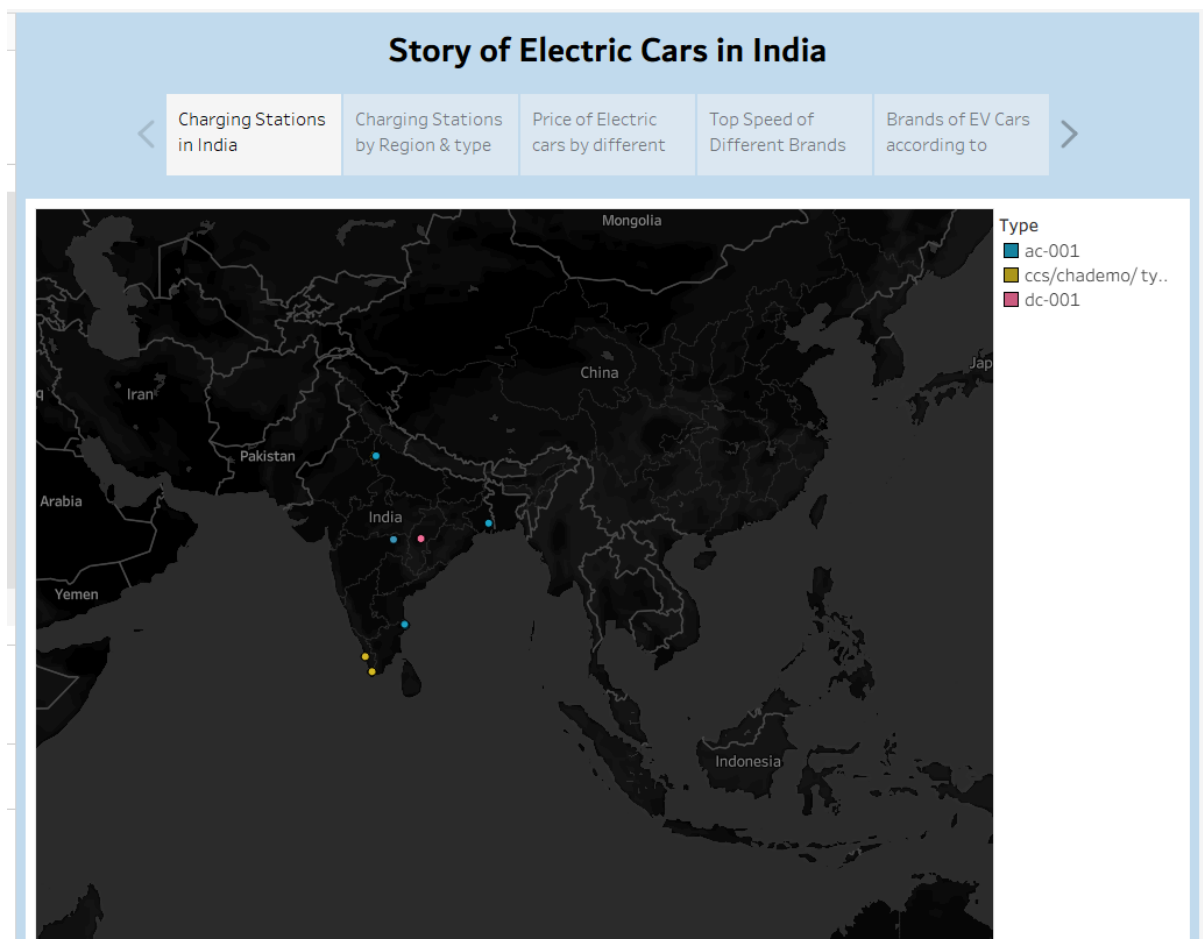 Story of Electric Cars in India
Charging Stations
in India
Charging Stations
by Region & type
Price of Electric
cars by different
Top Speed of
Different Brands
Brands of EV Cars
according to
Type
ac-001
ccs/chademo/ ty..
dc-001
Mongolia
China
Jap
Iran
q
Pakistan
Arabia
India
Yemen
Indonesia